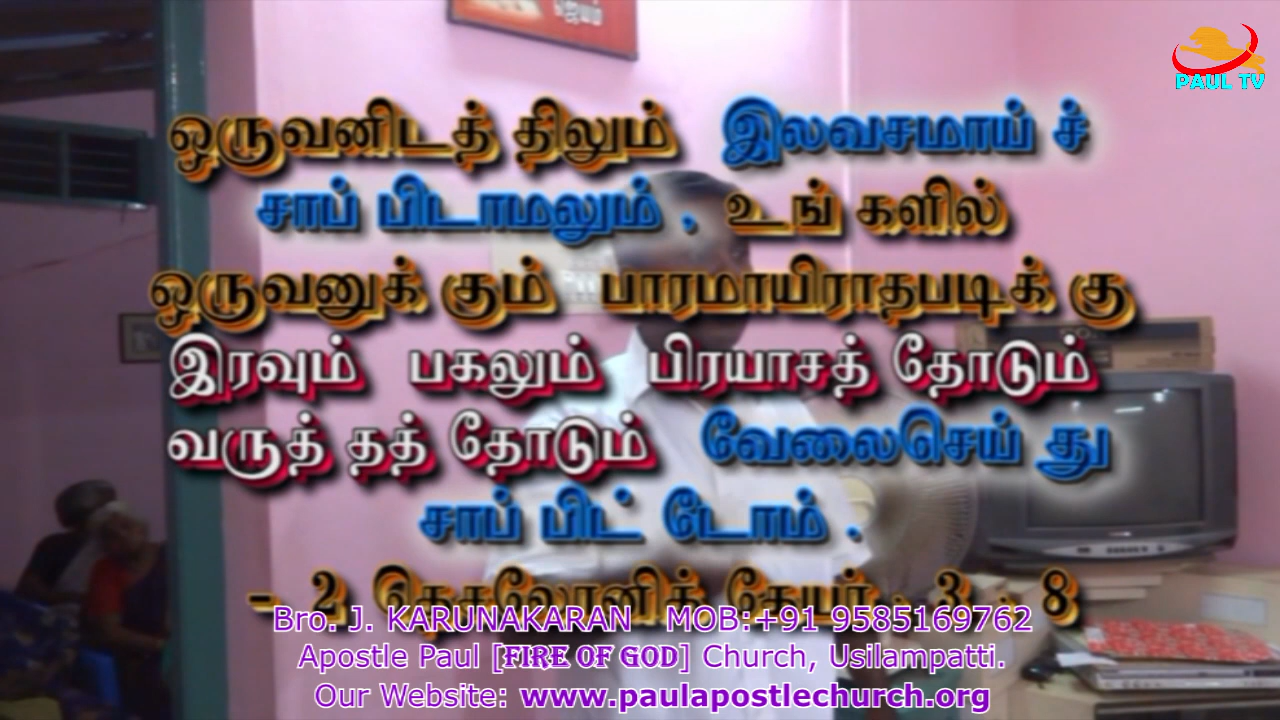 ஜெயம்
PAUL TV
ஒருவனிடத் திலும் இலவசமாய் ச்
சாப் பிடாமலும் , உங் களில்
ஒருவனுக் கும் பாரமாயிராதபடிக் கு
இரவும் பகலும் பிரயாசத் தோடும்
வருத் தத் தோடும் வேலைசெய் து
சாப் பிட் டோம் .
- 2 தெசலோனிக் கேயர் . 3 . 8
Bro. J. KARUNAKARAN MOB:+91 9585169762
Apostle Paul [FIRE OF GOD] Church, Usilampatti.
Our Website: www.paulapostlechurch.org